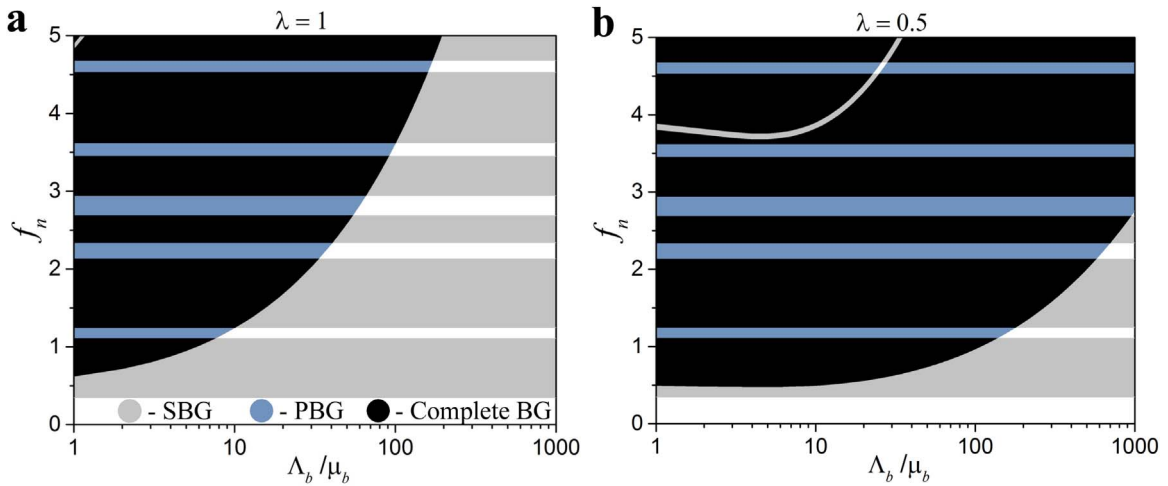 a
λ = 1
5
4
3
2
1
0
f_n
- SBG
- PBG
- Complete BG
1
10
100
1000
Λ_b /μ_b
b
λ = 0.5
5
4
3
2
1
0
f_n
1
10
100
1000
Λ_b /μ_b